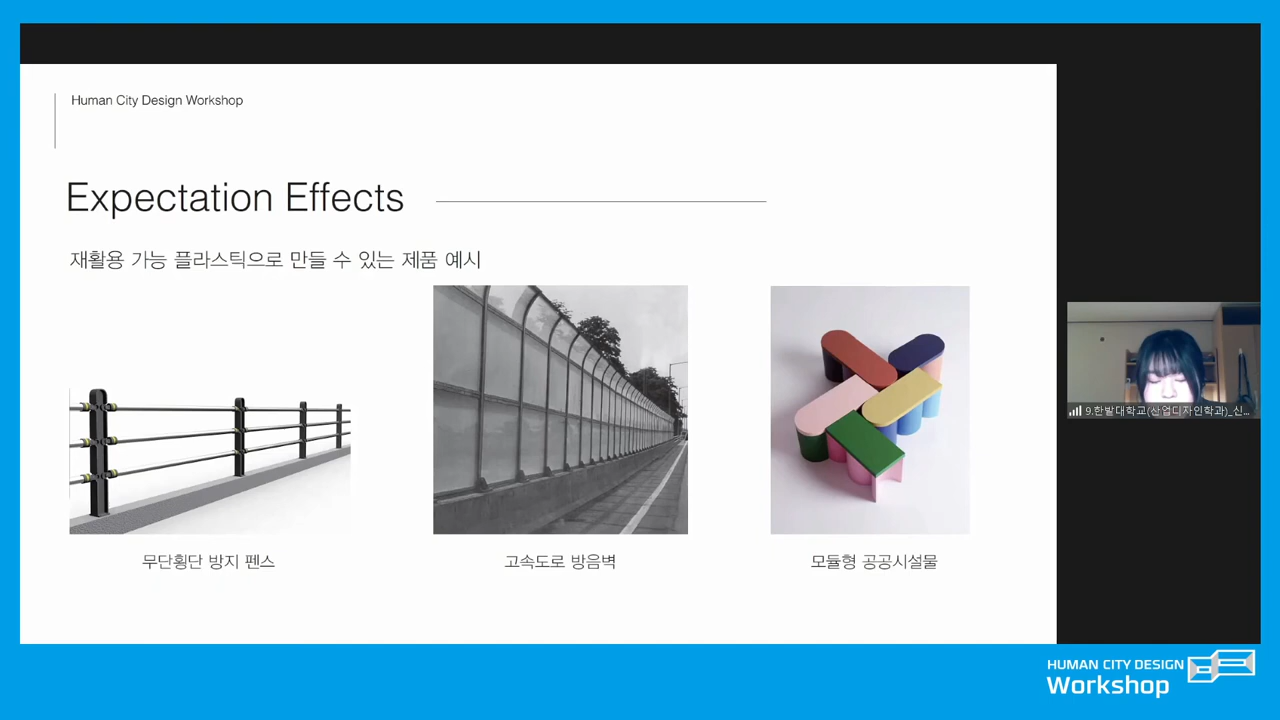 Human City Design Workshop
Expectation Effects
재활용 가능 플라스틱으로 만들 수 있는 제품 예시
무단횡단 방지 펜스
고속도로 방음벽
모듈형 공공시설물
9.한밭대학교(산업디자인학과)_신...
HUMAN CITY DESIGN
Workshop